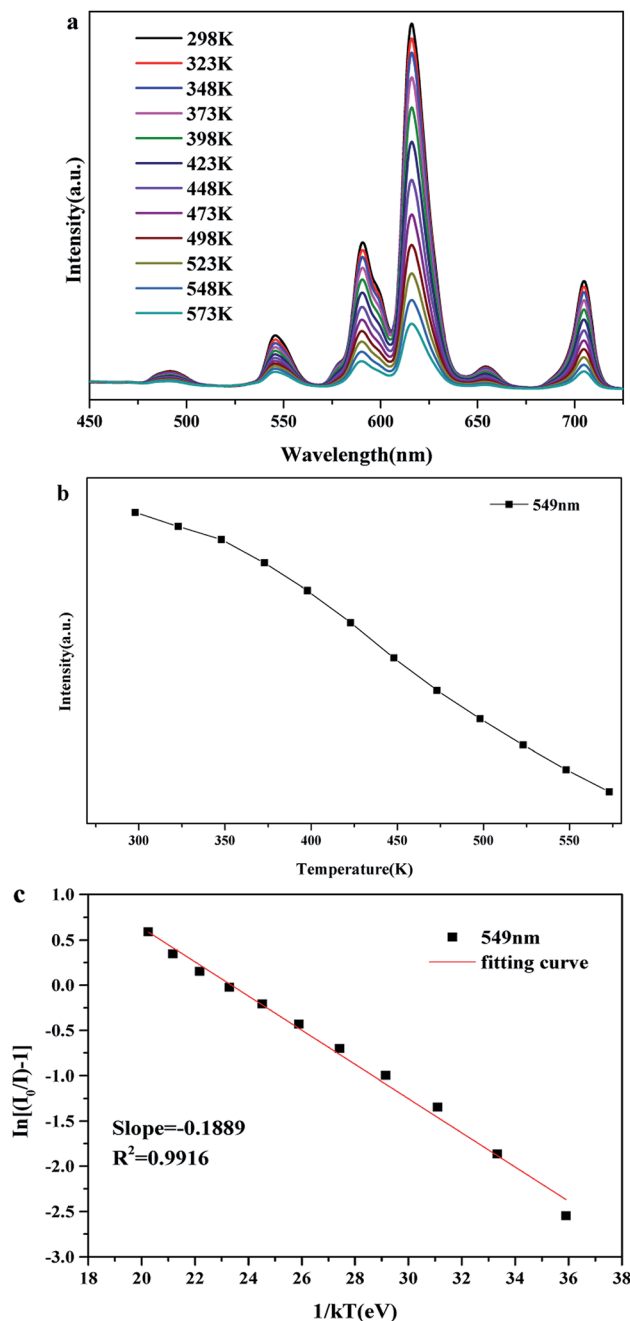 a
298K
323K
348K
373K
398K
423K
448K
473K
498K
523K
548K
573K
Intensity(a.u.)
450 500 550 600 650 700
Wavelength(nm)
b
549nm
Intensity(a.u.)
300 350 400 450 500 550
Temperature(K)
c
1.0
0.5
0.0
-0.5
-1.0
-1.5
-2.0
-2.5
-3.0
549nm
fitting curve
In[(I₀/I)-1]
Slope=-0.1889
R²=0.9916
18 20 22 24 26 28 30 32 34 36 38
1/kT(eV)